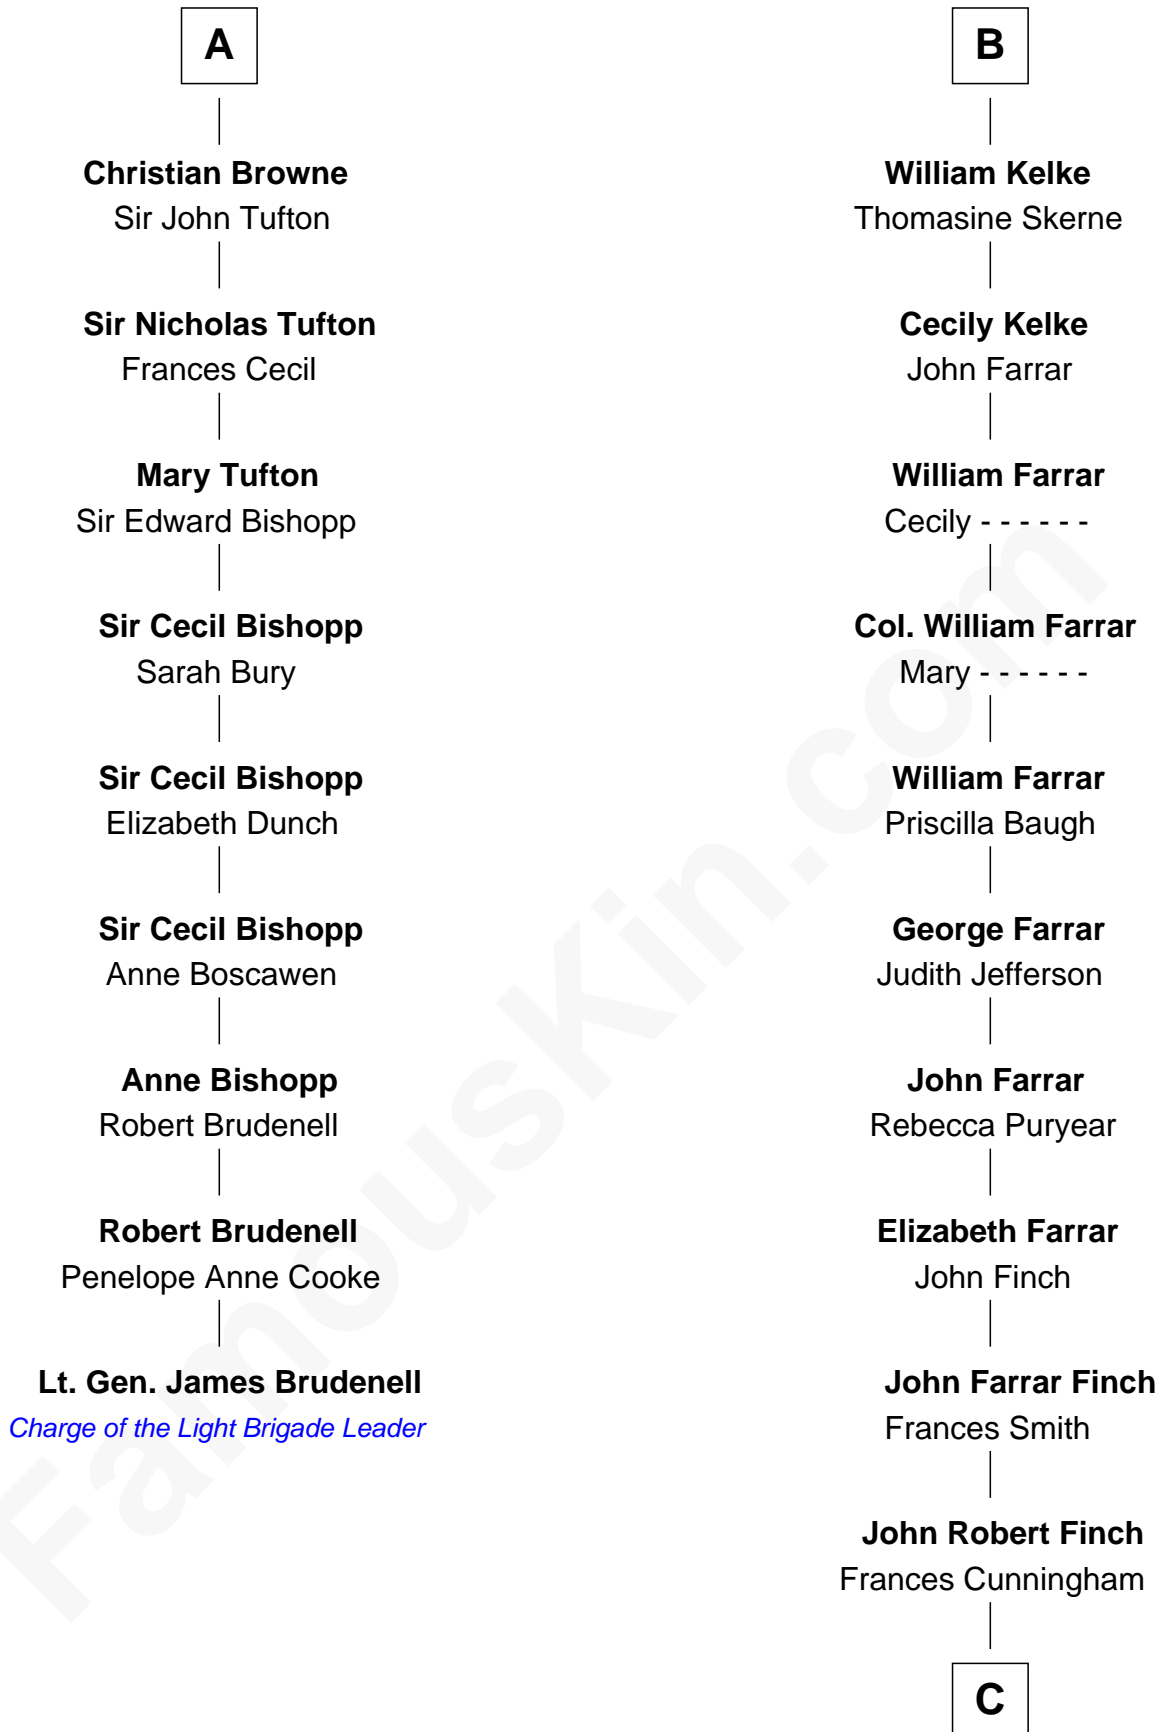 A
Christian Browne
Sir John Tufton
Sir Nicholas Tufton
Frances Cecil
Mary Tufton
Sir Edward Bishopp
Sir Cecil Bishopp
Sarah Bury
Sir Cecil Bishopp
Elizabeth Dunch
Sir Cecil Bishopp
Anne Boscawen
Anne Bishopp
Robert Brudenell
Robert Brudenell
Penelope Anne Cooke
Lt. Gen. James Brudenell
Charge of the Light Brigade Leader
B
William Kelke
Thomasine Skerne
Cecily Kelke
John Farrar
William Farrar
Cecily - - - - - -
Col. William Farrar
Mary - - - - - -
William Farrar
Priscilla Baugh
George Farrar
Judith Jefferson
John Farrar
Rebecca Puryear
Elizabeth Farrar
John Finch
John Farrar Finch
Frances Smith
John Robert Finch
Frances Cunningham
C
FamousKin.com